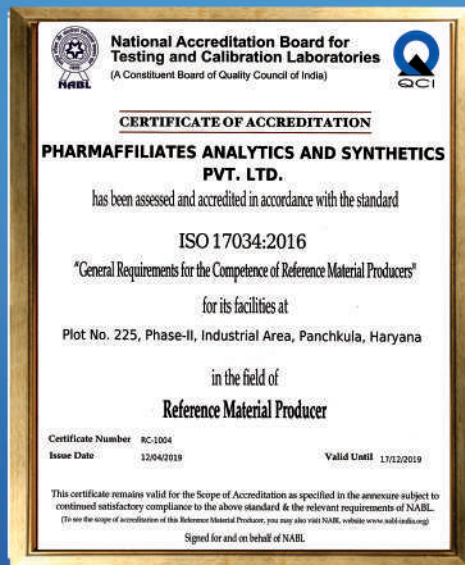 National Accreditation Board for
Testing and Calibration Laboratories
(A Constituent Board of Quality Council of India)
NABL
QCI
CERTIFICATE OF ACCREDITATION
PHARMAFFILIATES ANALYTICS AND SYNTHETICS
PVT. LTD.
has been assessed and accredited in accordance with the standard
ISO 17034:2016
"General Requirements for the Competence of Reference Material Producers"
for its facilities at
Plot No. 225, Phase-II, Industrial Area, Panchkula, Haryana
in the field of
Reference Material Producer
Certificate Number RC-1004
Issue Date 12/04/2019 Valid Until 17/12/2019
This certificate remains valid for the Scope of Accreditation as specified in the annexure subject to
continued satisfactory compliance to the above standard & the relevant requirements of NABL.
(To see the scope of accreditation of this Reference Material Producer, you may also visit NABL website www.nabl-india.org)
Signed for and on behalf of NABL